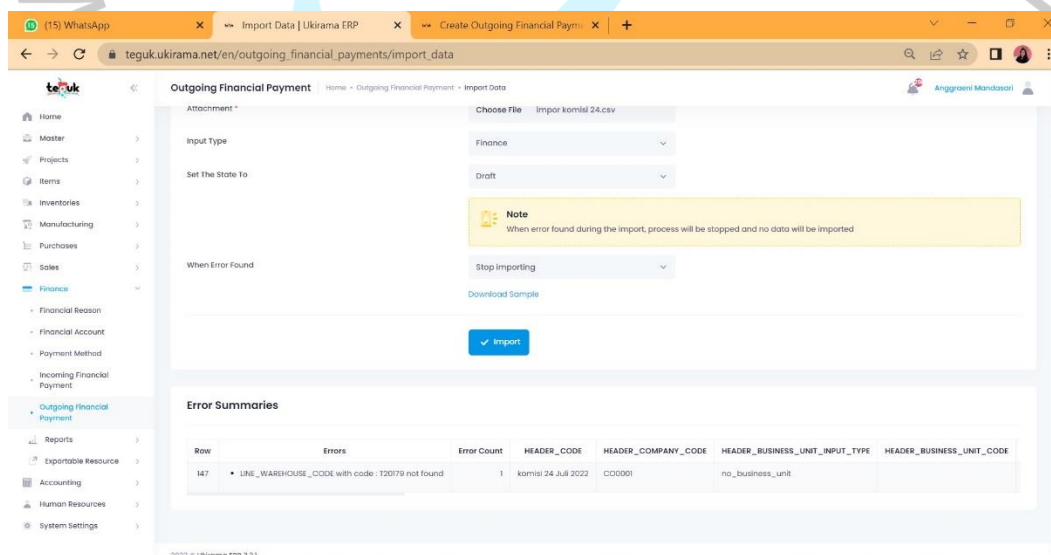 (15) WhatsApp
Import Data | Ukirama ERP
Create Outgoing Financial Payme
teguk.ukirama.net/en/outgoing_financial_payments/import_data
teguk
Outgoing Financial Payment
Home • Outgoing Financial Payment • Import Data
Anggraeni Mandasari
Home
Master
Projects
Items
Inventories
Manufacturing
Purchases
Sales
Finance
Financial Reason
Financial Account
Payment Method
Incoming Financial
Payment
Outgoing Financial
Payment
Reports
Exportable Resource
Accounting
Human Resources
System Settings
Attachment *
Choose File impor komisi 24.csv
Input Type
Finance
Set The State To
Draft
Note
When error found during the import, process will be stopped and no data will be imported
When Error Found
Stop importing
Download Sample
Import
Error Summaries
Row Errors Error Count HEADER_CODE HEADER_COMPANY_CODE HEADER_BUSINESS_UNIT_INPUT_TYPE HEADER_BUSINESS_UNIT_CODE
147 • LINE_WAREHOUSE_CODE with code : T20179 not found 1 komisi 24 Juli 2022 CO0001 no_business_unit